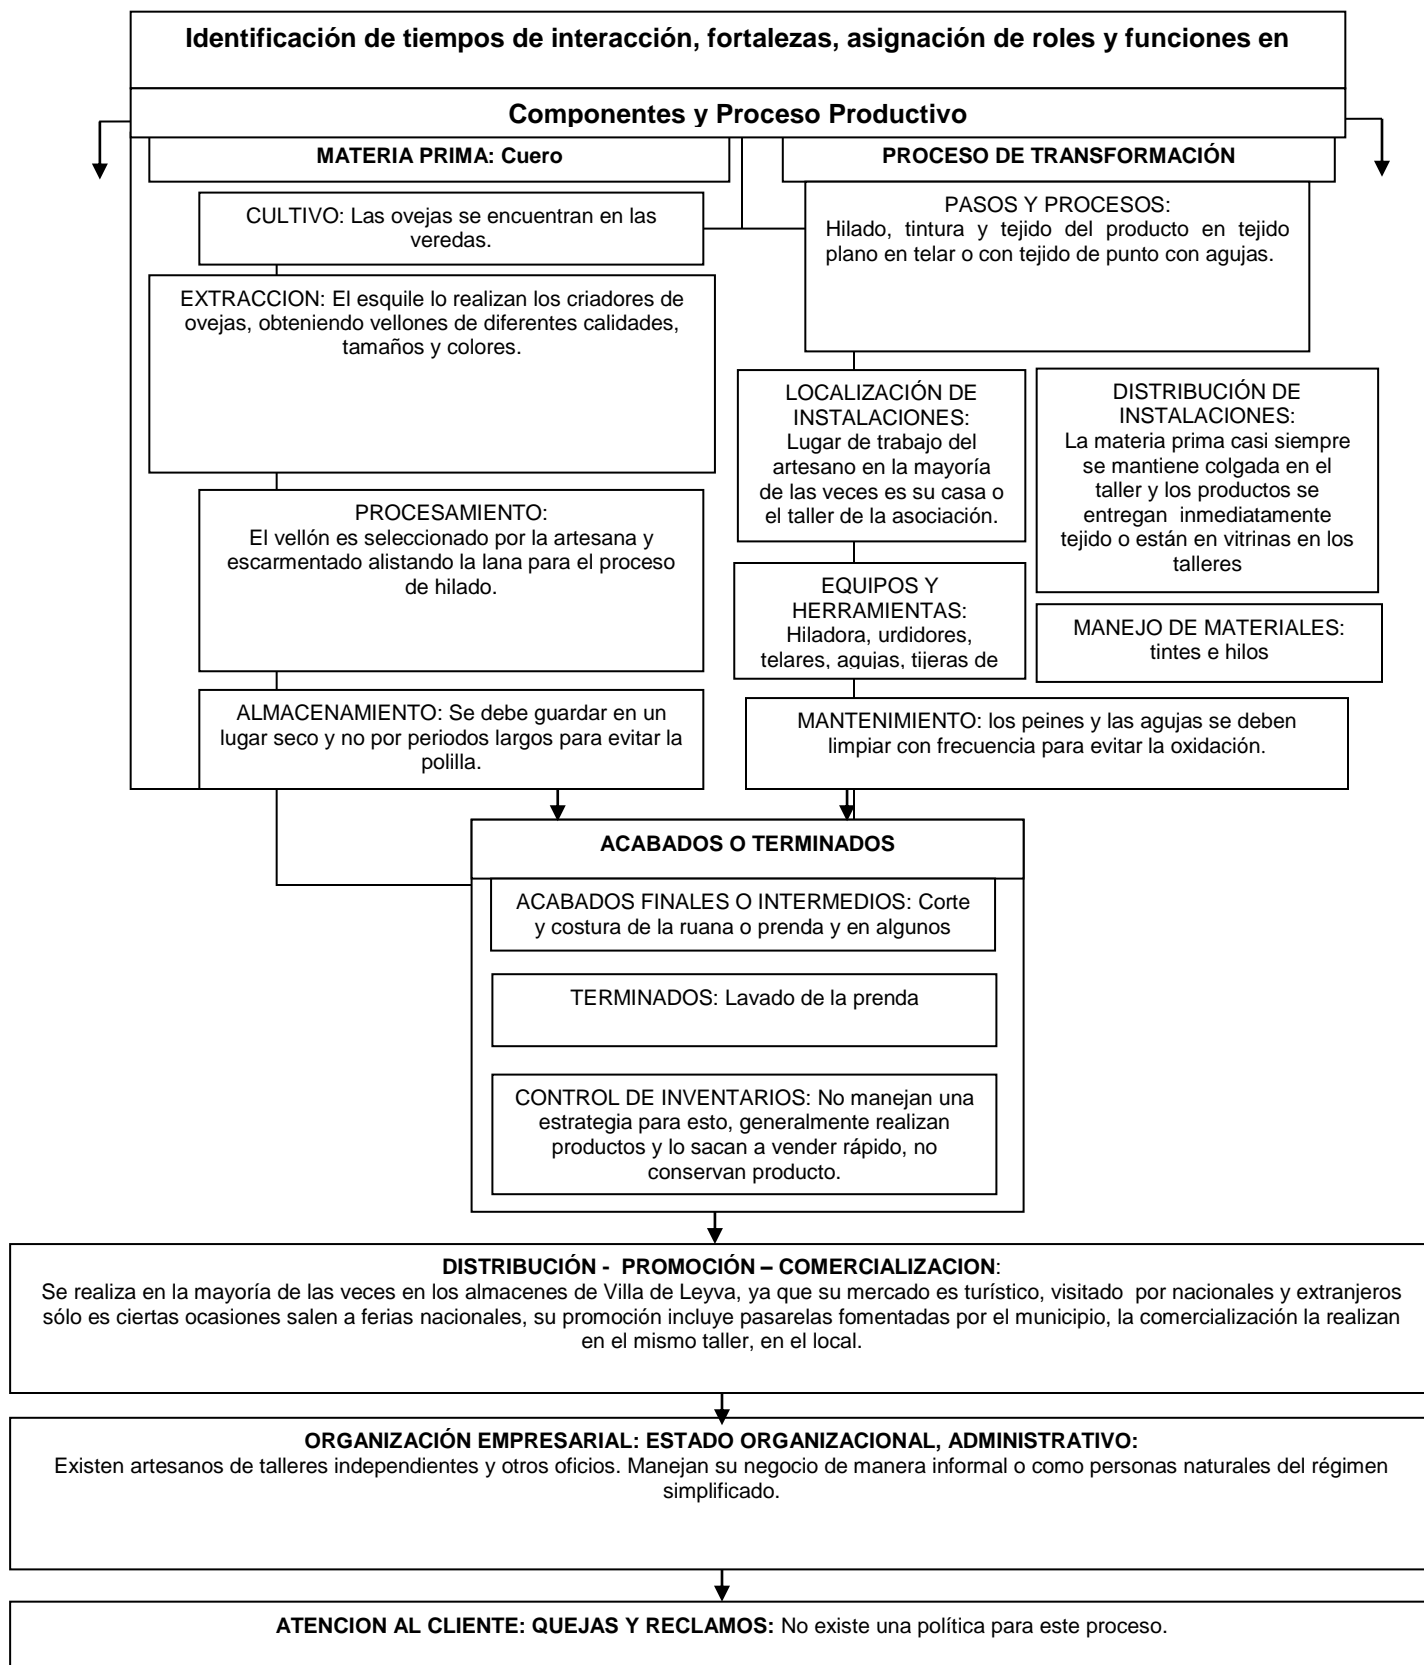 Identificación de tiempos de interacción, fortalezas, asignación de roles y funciones en
Componentes y Proceso Productivo
MATERIA PRIMA: Cuero
CULTIVO: Las ovejas se encuentran en las
veredas.
EXTRACCION: El esquile lo realizan los criadores de
ovejas, obteniendo vellones de diferentes calidades,
tamaños y colores.
PROCESAMIENTO:
El vellón es seleccionado por la artesana y
escarmentado alistando la lana para el proceso
de hilado.
ALMACENAMIENTO: Se debe guardar en un
lugar seco y no por periodos largos para evitar la
polilla.
PROCESO DE TRANSFORMACIÓN
PASOS Y PROCESOS:
Hilado, tintura y tejido del producto en tejido
plano en telar o con tejido de punto con agujas.
LOCALIZACIÓN DE
INSTALACIONES:
Lugar de trabajo del
artesano en la mayoría
de las veces es su casa o
el taller de la asociación.
DISTRIBUCIÓN DE
INSTALACIONES:
La materia prima casi siempre
se mantiene colgada en el
taller y los productos se
entregan inmediatamente
tejido o están en vitrinas en los
talleres
EQUIPOS Y
HERRAMIENTAS:
Hiladora, urdidores,
telares, agujas, tijeras de
MANEJO DE MATERIALES:
tintes e hilos
MANTENIMIENTO: los peines y las agujas se deben
limpiar con frecuencia para evitar la oxidación.
ACABADOS O TERMINADOS
ACABADOS FINALES O INTERMEDIOS: Corte
y costura de la ruana o prenda y en algunos
TERMINADOS: Lavado de la prenda
CONTROL DE INVENTARIOS: No manejan una
estrategia para esto, generalmente realizan
productos y lo sacan a vender rápido, no
conservan producto.
DISTRIBUCIÓN - PROMOCIÓN – COMERCIALIZACION:
Se realiza en la mayoría de las veces en los almacenes de Villa de Leyva, ya que su mercado es turístico, visitado por nacionales y extranjeros
sólo es ciertas ocasiones salen a ferias nacionales, su promoción incluye pasarelas fomentadas por el municipio, la comercialización la realizan
en el mismo taller, en el local.
ORGANIZACIÓN EMPRESARIAL: ESTADO ORGANIZACIONAL, ADMINISTRATIVO:
Existen artesanos de talleres independientes y otros oficios. Manejan su negocio de manera informal o como personas naturales del régimen
simplificado.
ATENCION AL CLIENTE: QUEJAS Y RECLAMOS: No existe una política para este proceso.